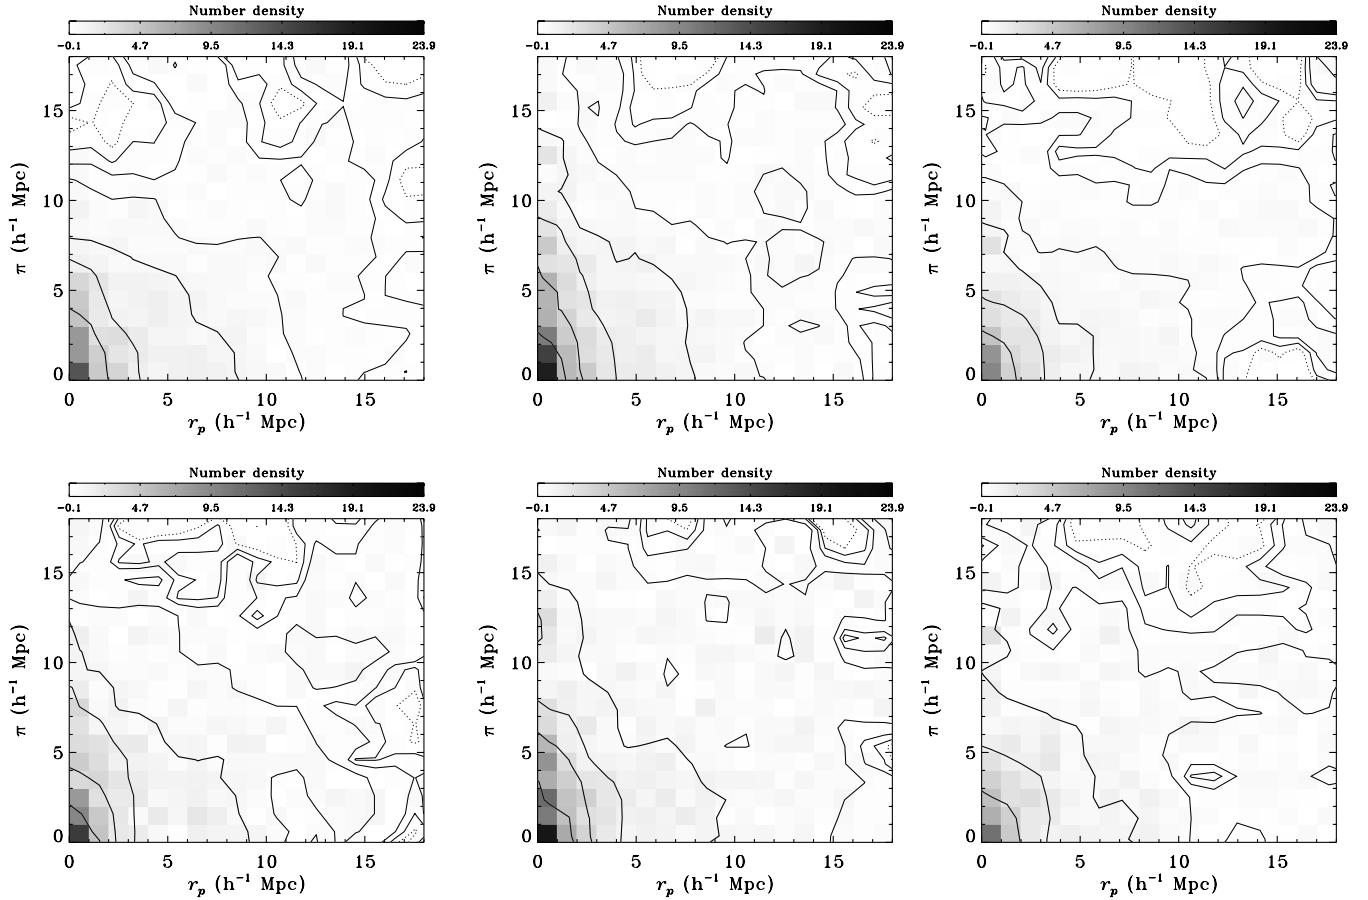 Number density Number density Number density
-0.1 4.7 9.5 14.3 19.1 23.9 -0.1 4.7 9.5 14.3 19.1 23.9 -0.1 4.7 9.5 14.3 19.1 23.9
15 15 15
10 10 10
π (h⁻¹ Mpc) π (h⁻¹ Mpc) π (h⁻¹ Mpc)
5 5 5
0 0 0
0 5 10 15 0 5 10 15 0 5 10 15
r_p (h⁻¹ Mpc) r_p (h⁻¹ Mpc) r_p (h⁻¹ Mpc)
Number density Number density Number density
-0.1 4.7 9.5 14.3 19.1 23.9 -0.1 4.7 9.5 14.3 19.1 23.9 -0.1 4.7 9.5 14.3 19.1 23.9
15 15 15
10 10 10
π (h⁻¹ Mpc) π (h⁻¹ Mpc) π (h⁻¹ Mpc)
5 5 5
0 0 0
0 5 10 15 0 5 10 15 0 5 10 15
r_p (h⁻¹ Mpc) r_p (h⁻¹ Mpc) r_p (h⁻¹ Mpc)